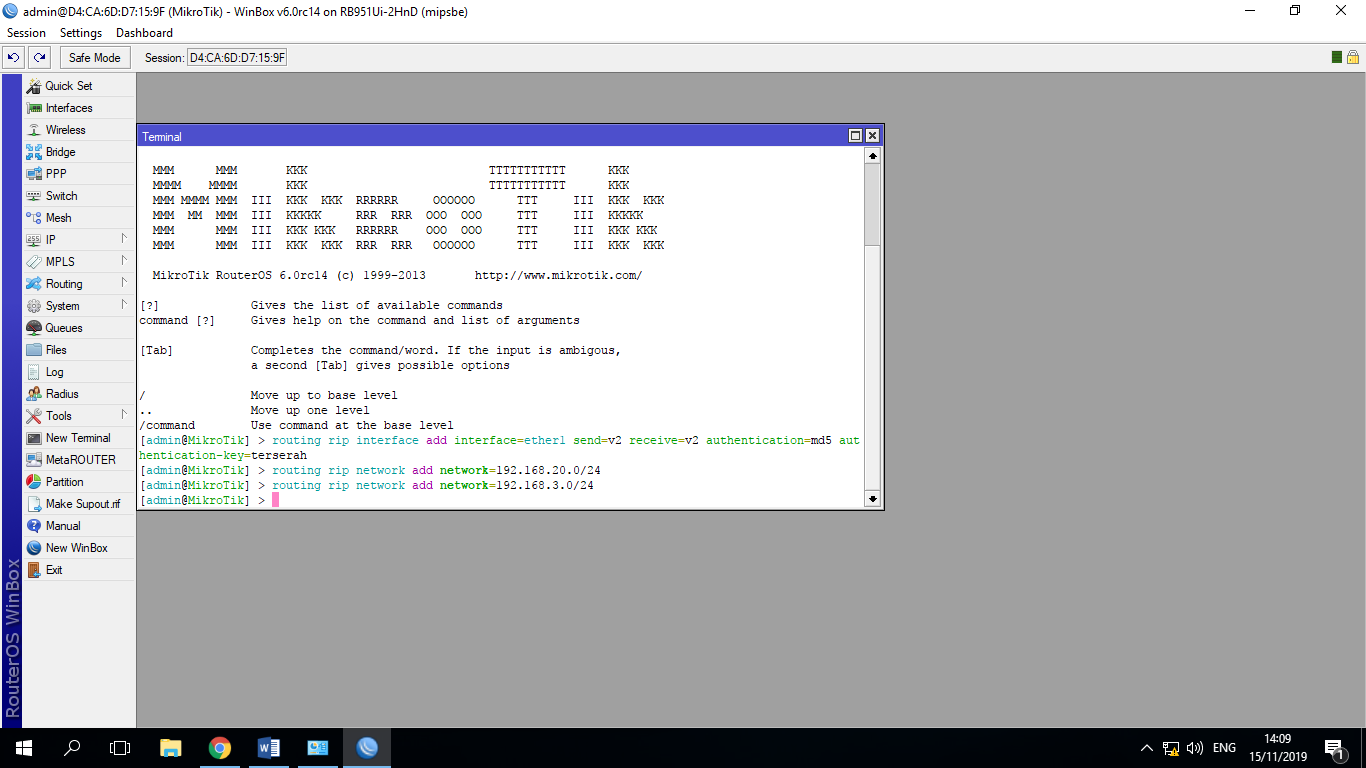 admin@D4:CA:6D:D7:15:9F (MikroTik) - WinBox v6.0rc14 on RB951Ui-2HnD (mipsbe)
Session Settings Dashboard
Safe Mode Session: D4:CA:6D:D7:15:9F
Quick Set
Interfaces
Wireless
Bridge
PPP
Switch
Mesh
IP
MPLS
Routing
System
Queues
Files
Log
Radius
Tools
New Terminal
MetaROUTER
Partition
Make Supout.rif
Manual
New WinBox
Exit
RouterOS WinBox
Terminal
MMM MMM KKK TTTTTTTTTTT KKK
MMMM MMMM KKK TTTTTTTTTTT KKK
MMM MMMM MMM III KKK KKK RRRRRR OOOOOO TTT III KKK KKK
MMM MM MMM III KKKKK RRR RRR OOO OOO TTT III KKKKK
MMM MMM III KKK KKK RRRRRR OOO OOO TTT III KKK KKK
MMM MMM III KKK KKK RRR RRR OOOOOO TTT III KKK KKK
MikroTik RouterOS 6.0rc14 (c) 1999-2013 http://www.mikrotik.com/
[?] Gives the list of available commands
command [?] Gives help on the command and list of arguments
[Tab] Completes the command/word. If the input is ambigous,
a second [Tab] gives possible options
/ Move up to base level
.. Move up one level
/command Use command at the base level
[admin@MikroTik] > routing rip interface add interface=ether1 send=v2 receive=v2 authentication=md5 aut
hentication-key=terserah
[admin@MikroTik] > routing rip network add network=192.168.20.0/24
[admin@MikroTik] > routing rip network add network=192.168.3.0/24
[admin@MikroTik] >
ENG
14:09
15/11/2019
1